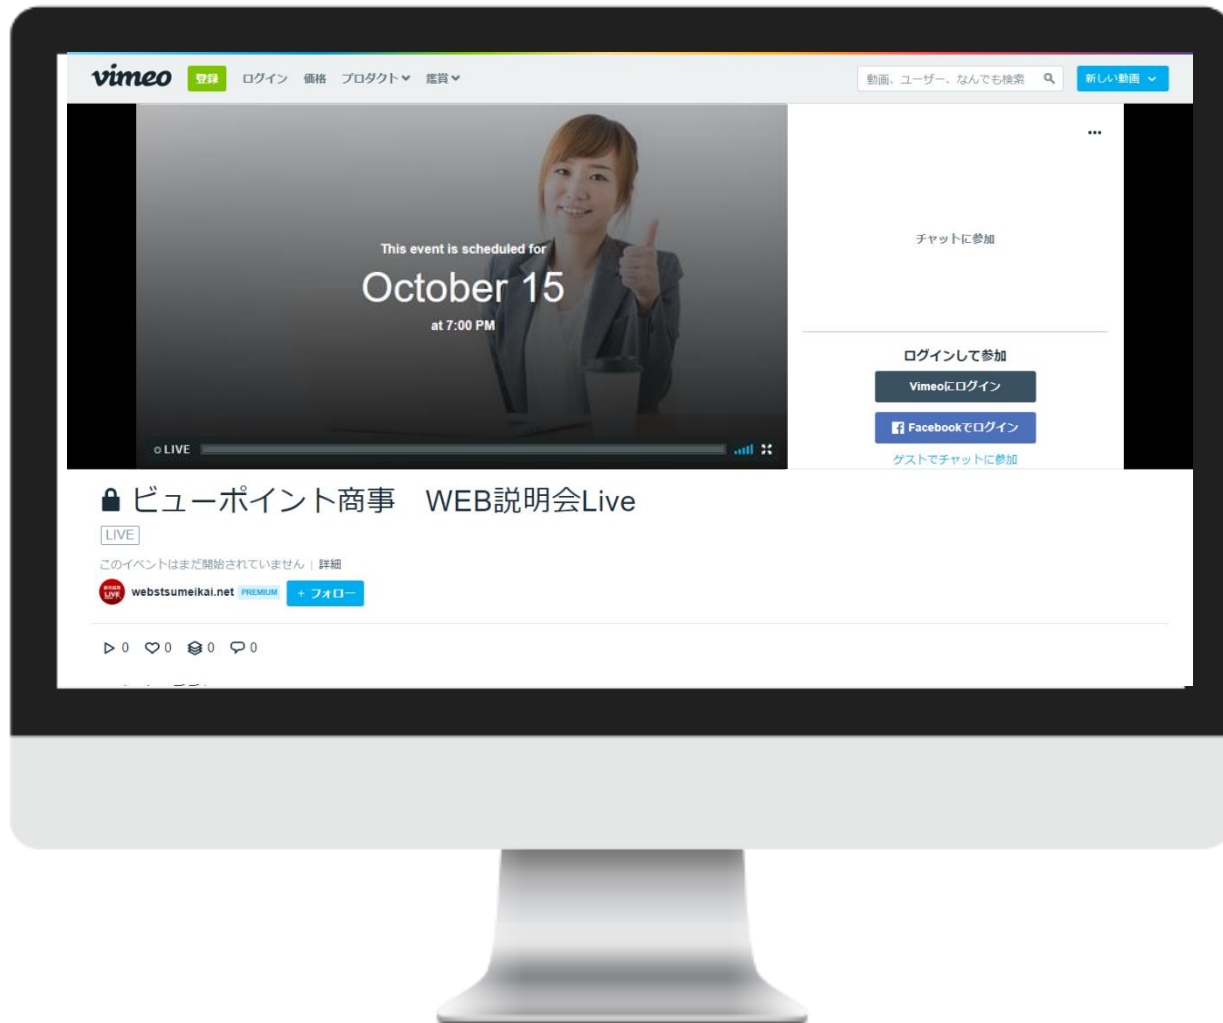 vimeo 登録 ログイン 価格 プロダクト 鑑賞 動画、ユーザー、なんでも検索 新しい動画
This event is scheduled for
October 15
at 7:00 PM
LIVE
チャットに参加
ログインして参加
Vimeoにログイン
Facebookでログイン
ゲストでチャットに参加
ビューポイント商事　WEB説明会Live
LIVE
このイベントはまだ開始されていません | 詳細
webstsumeikai.net PREMIUM + フォロー
0 0 0 0